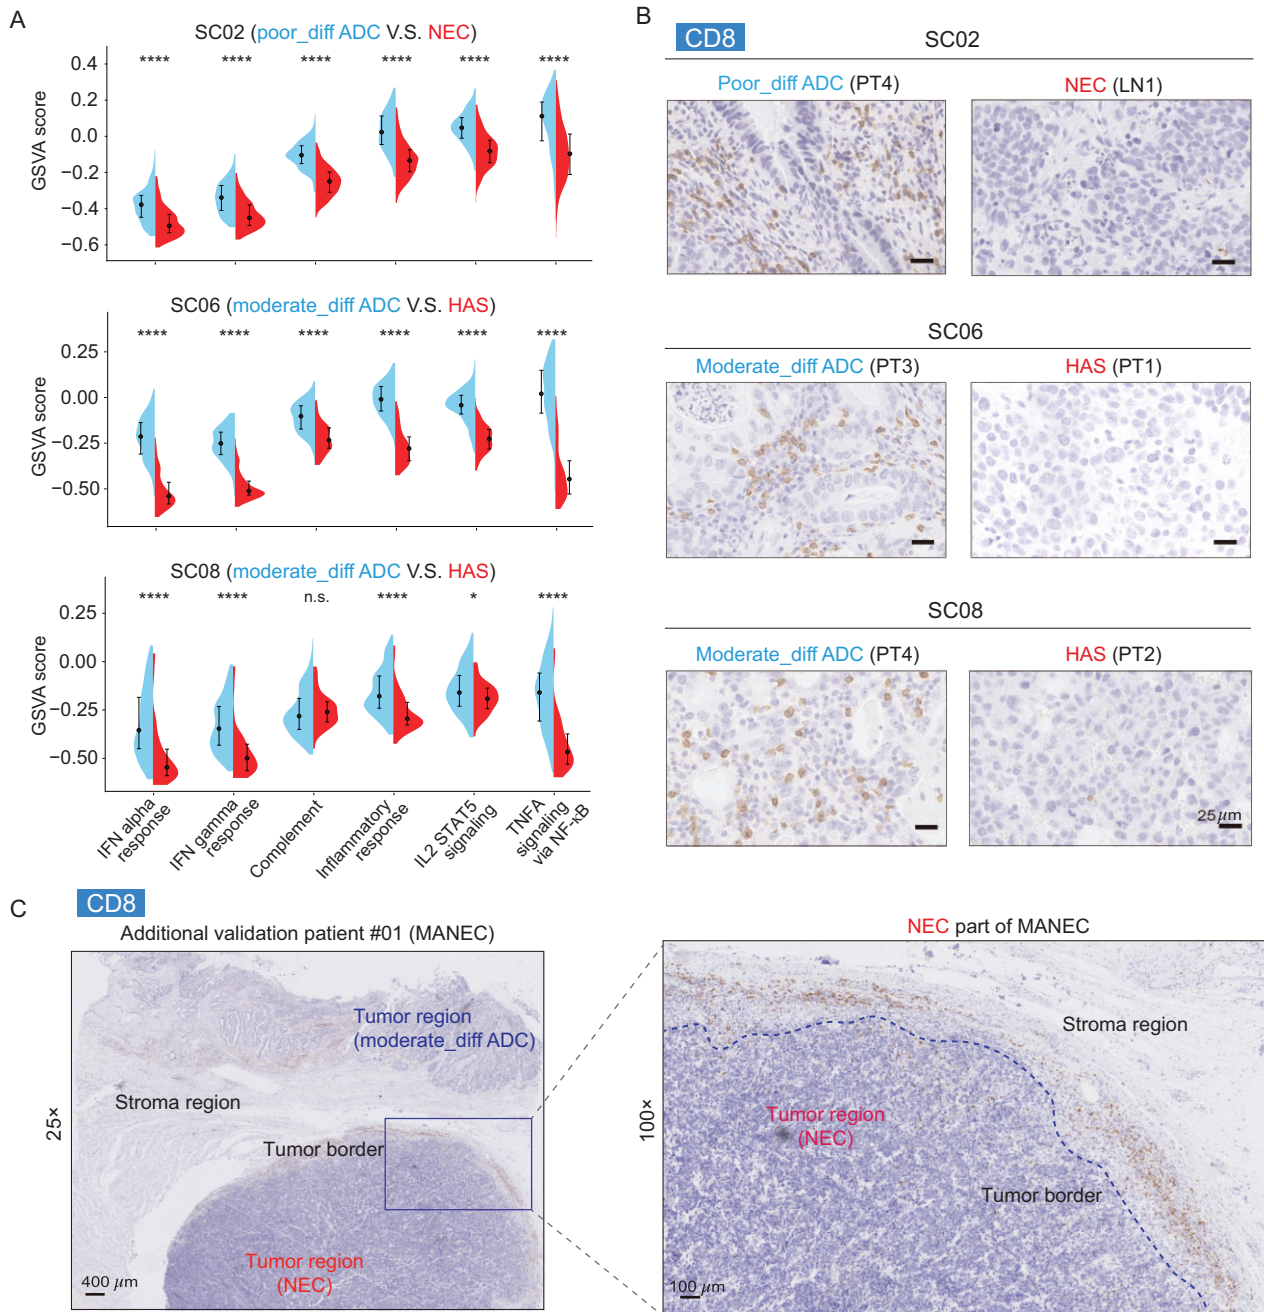 A
SC02 (poor_diff ADC V.S. NEC)
**** **** **** **** **** ****
GSVA score
0.4
0.2
0.0
−0.2
−0.4
−0.6
SC06 (moderate_diff ADC V.S. HAS)
**** **** **** **** **** ****
GSVA score
0.25
0.00
−0.25
−0.50
SC08 (moderate_diff ADC V.S. HAS)
**** **** n.s. **** * ****
GSVA score
0.25
0.00
−0.25
−0.50
IFN alpha
response
IFN gamma
response
Complement
Inflammatory
response
IL2 STAT5
signaling
TNFA
signaling
via NF-κB
B
CD8
SC02
Poor_diff ADC (PT4)
NEC (LN1)
SC06
Moderate_diff ADC (PT3)
HAS (PT1)
SC08
Moderate_diff ADC (PT4)
HAS (PT2)
25 μm
C
CD8
Additional validation patient #01 (MANEC)
25×
Tumor region
(moderate_diff ADC)
Stroma region
Tumor border
Tumor region
(NEC)
400 μm
NEC part of MANEC
100×
Stroma region
Tumor region
(NEC)
Tumor border
100 μm